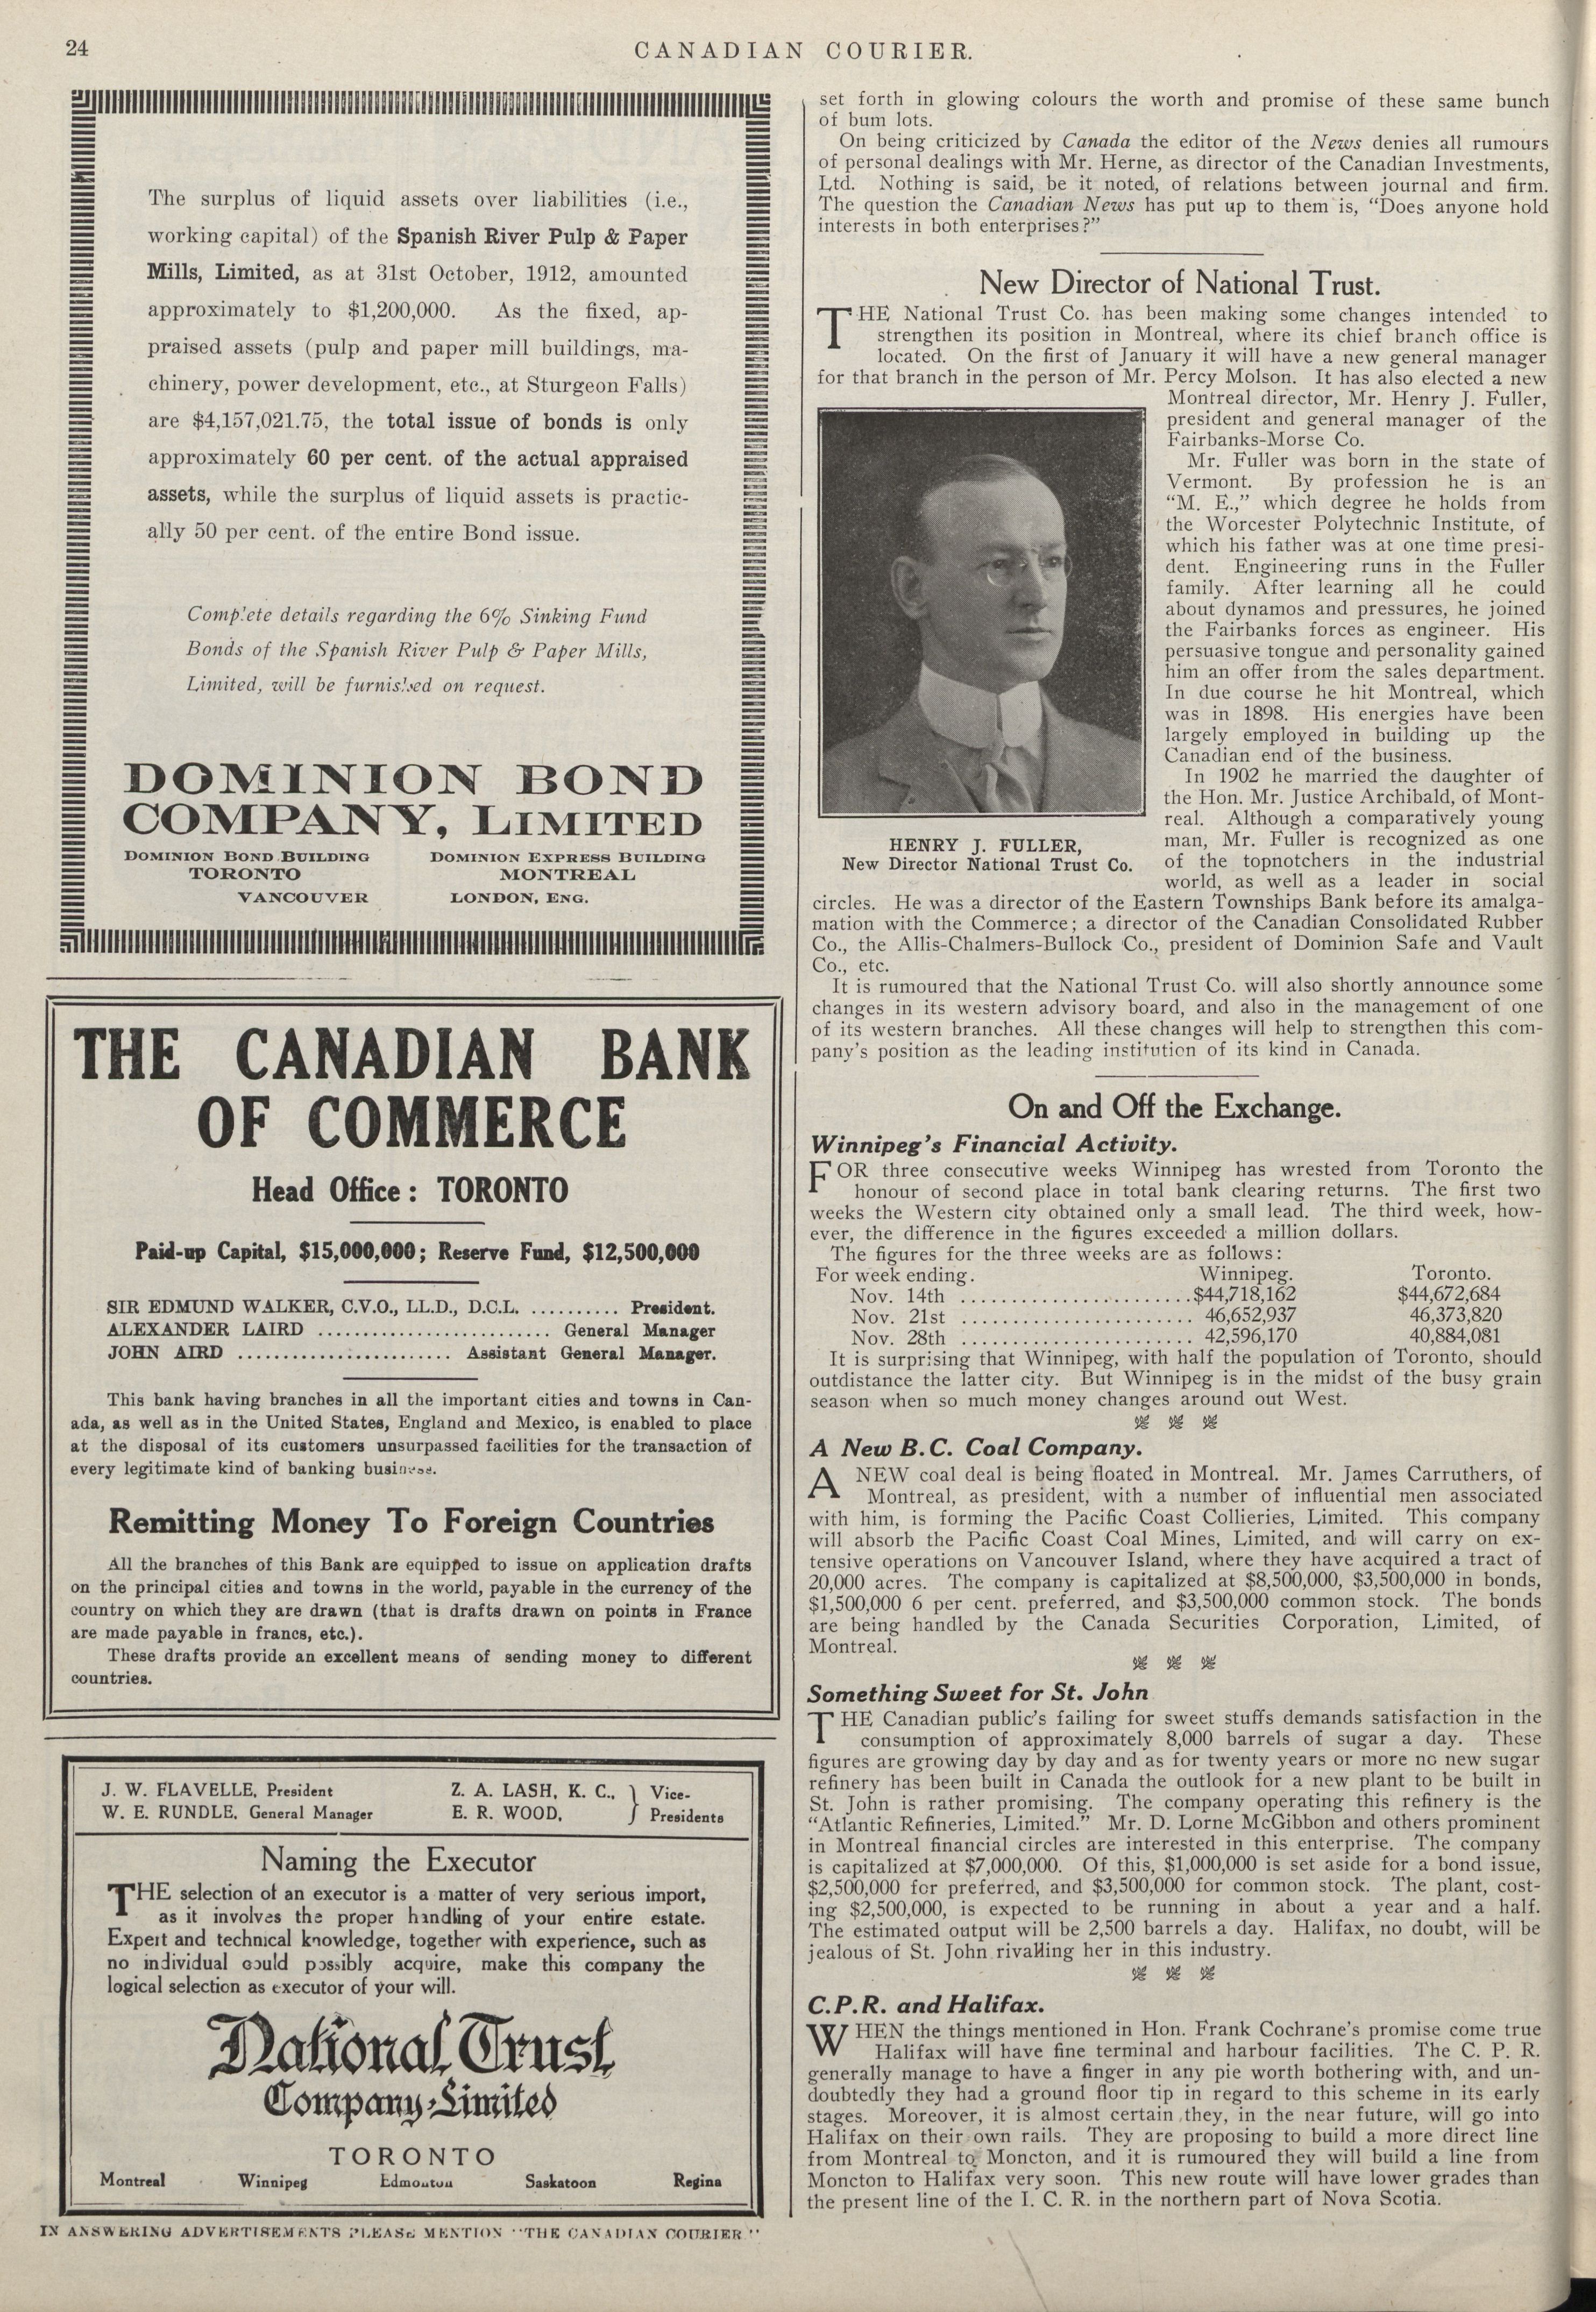 24
CANADIAN COURIER.
The surplus of liquid assets over liabilities (i.e.,
working capital) of the Spanish River Pulp & Paper
Mills, Limited, as at 31st October, 1912, amounted
approximately to $1,200,000. As the fixed, ap-
praised assets (pulp and paper mill buildings, ma-
chinery, power development, etc., at Sturgeon Falls)
are $4,157,021.75, the total issue of bonds is only
approximately 60 per cent. of the actual appraised
assets, while the surplus of liquid assets is practic-
ally 50 per cent. of the entire Bond issue.
Complete details regarding the 6% Sinking Fund
Bonds of the Spanish River Pulp & Paper Mills,
Limited, will be furnished on request.
DOMINION BOND
COMPANY, LIMITED
DOMINION BOND BUILDING
TORONTO
DOMINION EXPRESS BUILDING
MONTREAL
VANCOUVER
LONDON, ENG.
THE CANADIAN BANK
OF COMMERCE
Head Office: TORONTO
Paid-up Capital, $15,000,000; Reserve Fund, $12,500,000
SIR EDMUND WALKER, C.V.O., LL.D., D.C.L. .......... President.
ALEXANDER LAIRD .......................... General Manager
JOHN AIRD ........................ Assistant General Manager.
This bank having branches in all the important cities and towns in Can-
ada, as well as in the United States, England and Mexico, is enabled to place
at the disposal of its customers unsurpassed facilities for the transaction of
every legitimate kind of banking business.
Remitting Money To Foreign Countries
All the branches of this Bank are equipped to issue on application drafts
on the principal cities and towns in the world, payable in the currency of the
country on which they are drawn (that is drafts drawn on points in France
are made payable in francs, etc.).
These drafts provide an excellent means of sending money to different
countries.
J. W. FLAVELLE, President
W. E. RUNDLE, General Manager
Z. A. LASH, K. C., } Vice-
E. R. WOOD, } Presidents
Naming the Executor
THE selection of an executor is a matter of very serious import,
as it involves the proper handling of your entire estate.
Expert and technical knowledge, together with experience, such as
no individual could possibly acquire, make this company the
logical selection as executor of your will.
National Trust
Company Limited
TORONTO
Montreal Winnipeg Edmonton Saskatoon Regina
IN ANSWERING ADVERTISEMENTS PLEASE MENTION "THE CANADIAN COURIER"
set forth in glowing colours the worth and promise of these same bunch
of bum lots.
On being criticized by Canada the editor of the News denies all rumours
of personal dealings with Mr. Herne, as director of the Canadian Investments,
Ltd. Nothing is said, be it noted, of relations between journal and firm.
The question the Canadian News has put up to them is, "Does anyone hold
interests in both enterprises?"
New Director of National Trust.
THE National Trust Co. has been making some changes intended to
strengthen its position in Montreal, where its chief branch office is
located. On the first of January it will have a new general manager
for that branch in the person of Mr. Percy Molson. It has also elected a new
Montreal director, Mr. Henry J. Fuller,
president and general manager of the
Fairbanks-Morse Co.
Mr. Fuller was born in the state of
Vermont. By profession he is an
"M. E.," which degree he holds from
the Worcester Polytechnic Institute, of
which his father was at one time presi-
dent. Engineering runs in the Fuller
family. After learning all he could
about dynamos and pressures, he joined
the Fairbanks forces as engineer. His
persuasive tongue and personality gained
him an offer from the sales department.
In due course he hit Montreal, which
was in 1898. His energies have been
largely employed in building up the
Canadian end of the business.
In 1902 he married the daughter of
the Hon. Mr. Justice Archibald, of Mont-
real. Although a comparatively young
man, Mr. Fuller is recognized as one
of the topnotchers in the industrial
world, as well as a leader in social
HENRY J. FULLER,
New Director National Trust Co.
circles. He was a director of the Eastern Townships Bank before its amalga-
mation with the Commerce; a director of the Canadian Consolidated Rubber
Co., the Allis-Chalmers-Bullock Co., president of Dominion Safe and Vault
Co., etc.
It is rumoured that the National Trust Co. will also shortly announce some
changes in its western advisory board, and also in the management of one
of its western branches. All these changes will help to strengthen this com-
pany's position as the leading institution of its kind in Canada.
On and Off the Exchange.
Winnipeg's Financial Activity.
FOR three consecutive weeks Winnipeg has wrested from Toronto the
honour of second place in total bank clearing returns. The first two
weeks the Western city obtained only a small lead. The third week, how-
ever, the difference in the figures exceeded a million dollars.
The figures for the three weeks are as follows:
For week ending. Winnipeg. Toronto.
Nov. 14th ........................$44,718,162 $44,672,684
Nov. 21st ........................ 46,652,937 46,373,820
Nov. 28th ........................ 42,596,170 40,884,081
It is surprising that Winnipeg, with half the population of Toronto, should
outdistance the latter city. But Winnipeg is in the midst of the busy grain
season when so much money changes around out West.
A New B.C. Coal Company.
A NEW coal deal is being floated in Montreal. Mr. James Carruthers, of
Montreal, as president, with a number of influential men associated
with him, is forming the Pacific Coast Collieries, Limited. This company
will absorb the Pacific Coast Coal Mines, Limited, and will carry on ex-
tensive operations on Vancouver Island, where they have acquired a tract of
20,000 acres. The company is capitalized at $8,500,000, $3,500,000 in bonds,
$1,500,000 6 per cent. preferred, and $3,500,000 common stock. The bonds
are being handled by the Canada Securities Corporation, Limited, of
Montreal.
Something Sweet for St. John
THE Canadian public's failing for sweet stuffs demands satisfaction in the
consumption of approximately 8,000 barrels of sugar a day. These
figures are growing day by day and as for twenty years or more no new sugar
refinery has been built in Canada the outlook for a new plant to be built in
St. John is rather promising. The company operating this refinery is the
"Atlantic Refineries, Limited." Mr. D. Lorne McGibbon and others prominent
in Montreal financial circles are interested in this enterprise. The company
is capitalized at $7,000,000. Of this, $1,000,000 is set aside for a bond issue,
$2,500,000 for preferred, and $3,500,000 for common stock. The plant, cost-
ing $2,500,000, is expected to be running in about a year and a half.
The estimated output will be 2,500 barrels a day. Halifax, no doubt, will be
jealous of St. John rivalling her in this industry.
C.P.R. and Halifax.
WHEN the things mentioned in Hon. Frank Cochrane's promise come true
Halifax will have fine terminal and harbour facilities. The C. P. R.
generally manage to have a finger in any pie worth bothering with, and un-
doubtedly they had a ground floor tip in regard to this scheme in its early
stages. Moreover, it is almost certain they, in the near future, will go into
Halifax on their own rails. They are proposing to build a more direct line
from Montreal to Moncton, and it is rumoured they will build a line from
Moncton to Halifax very soon. This new route will have lower grades than
the present line of the I. C. R. in the northern part of Nova Scotia.